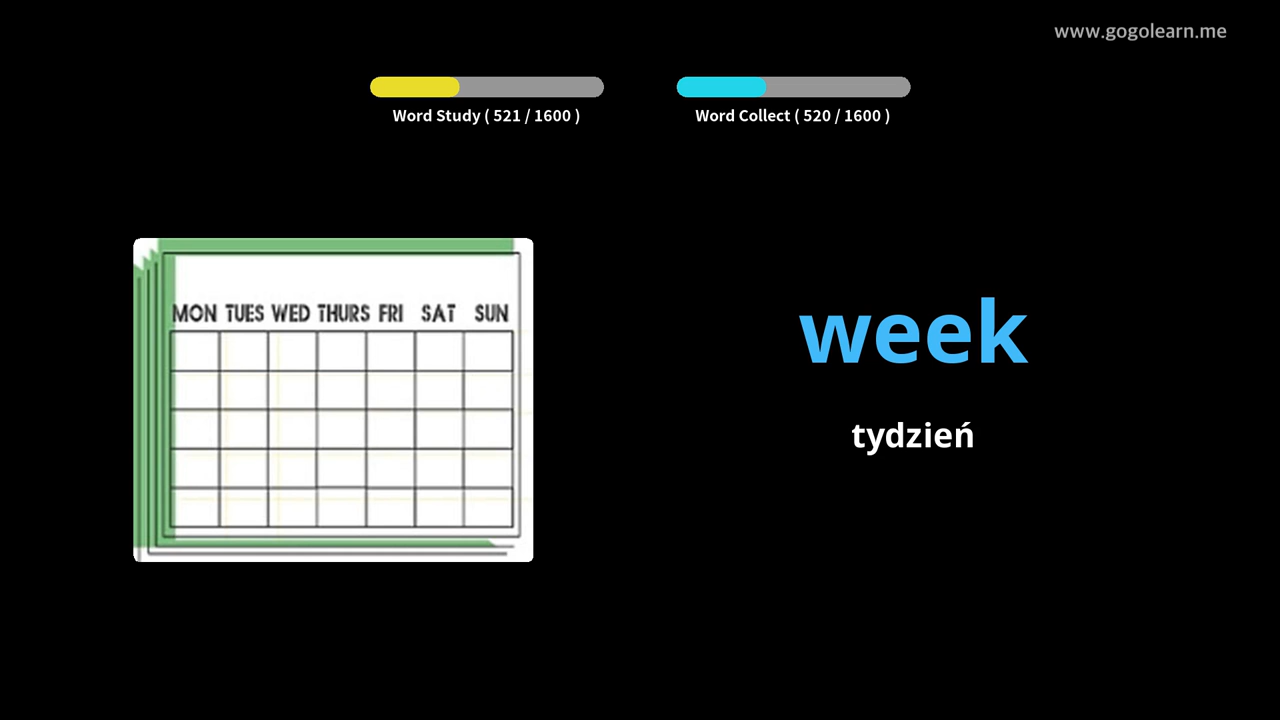 www.gogolearn.me
Word Study ( 521 / 1600 )
Word Collect ( 520 / 1600 )
MON TUES WED THURS FRI SAT SUN
week
tydzień